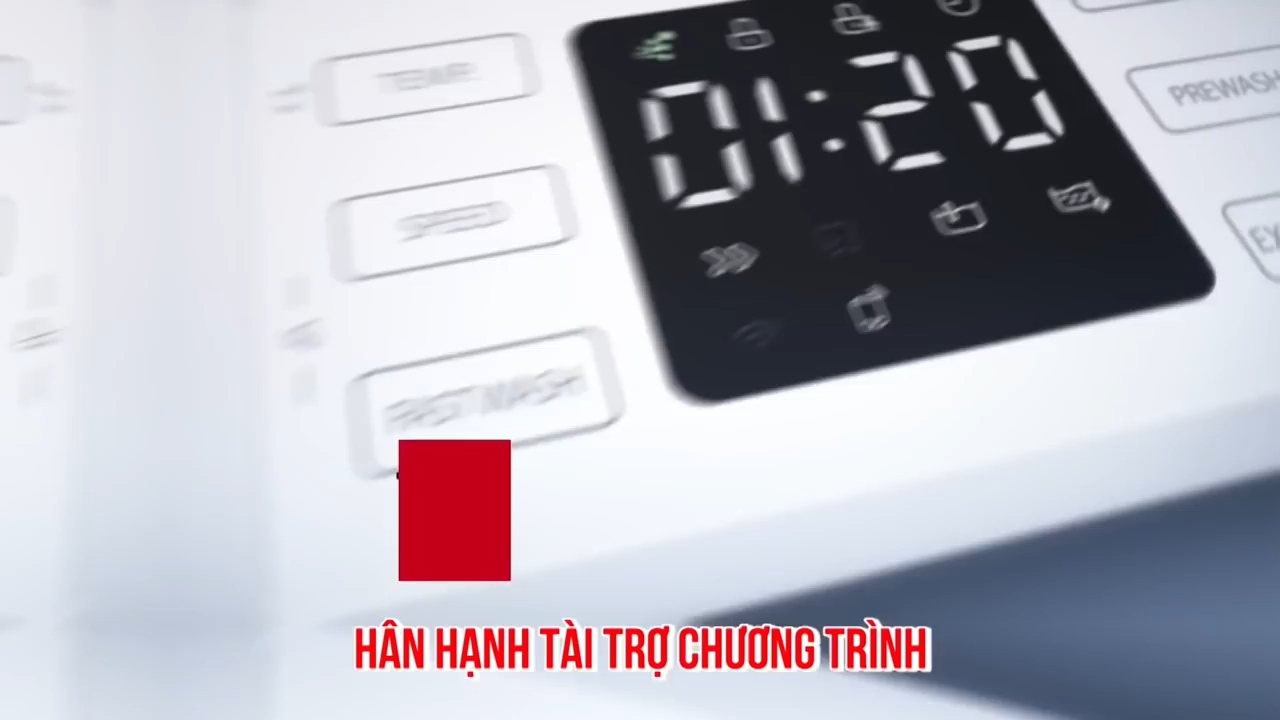 TEMP.
01:20
PREWASH
SPEED
FAST WASH
HÂN HẠNH TÀI TRỢ CHƯƠNG TRÌNH